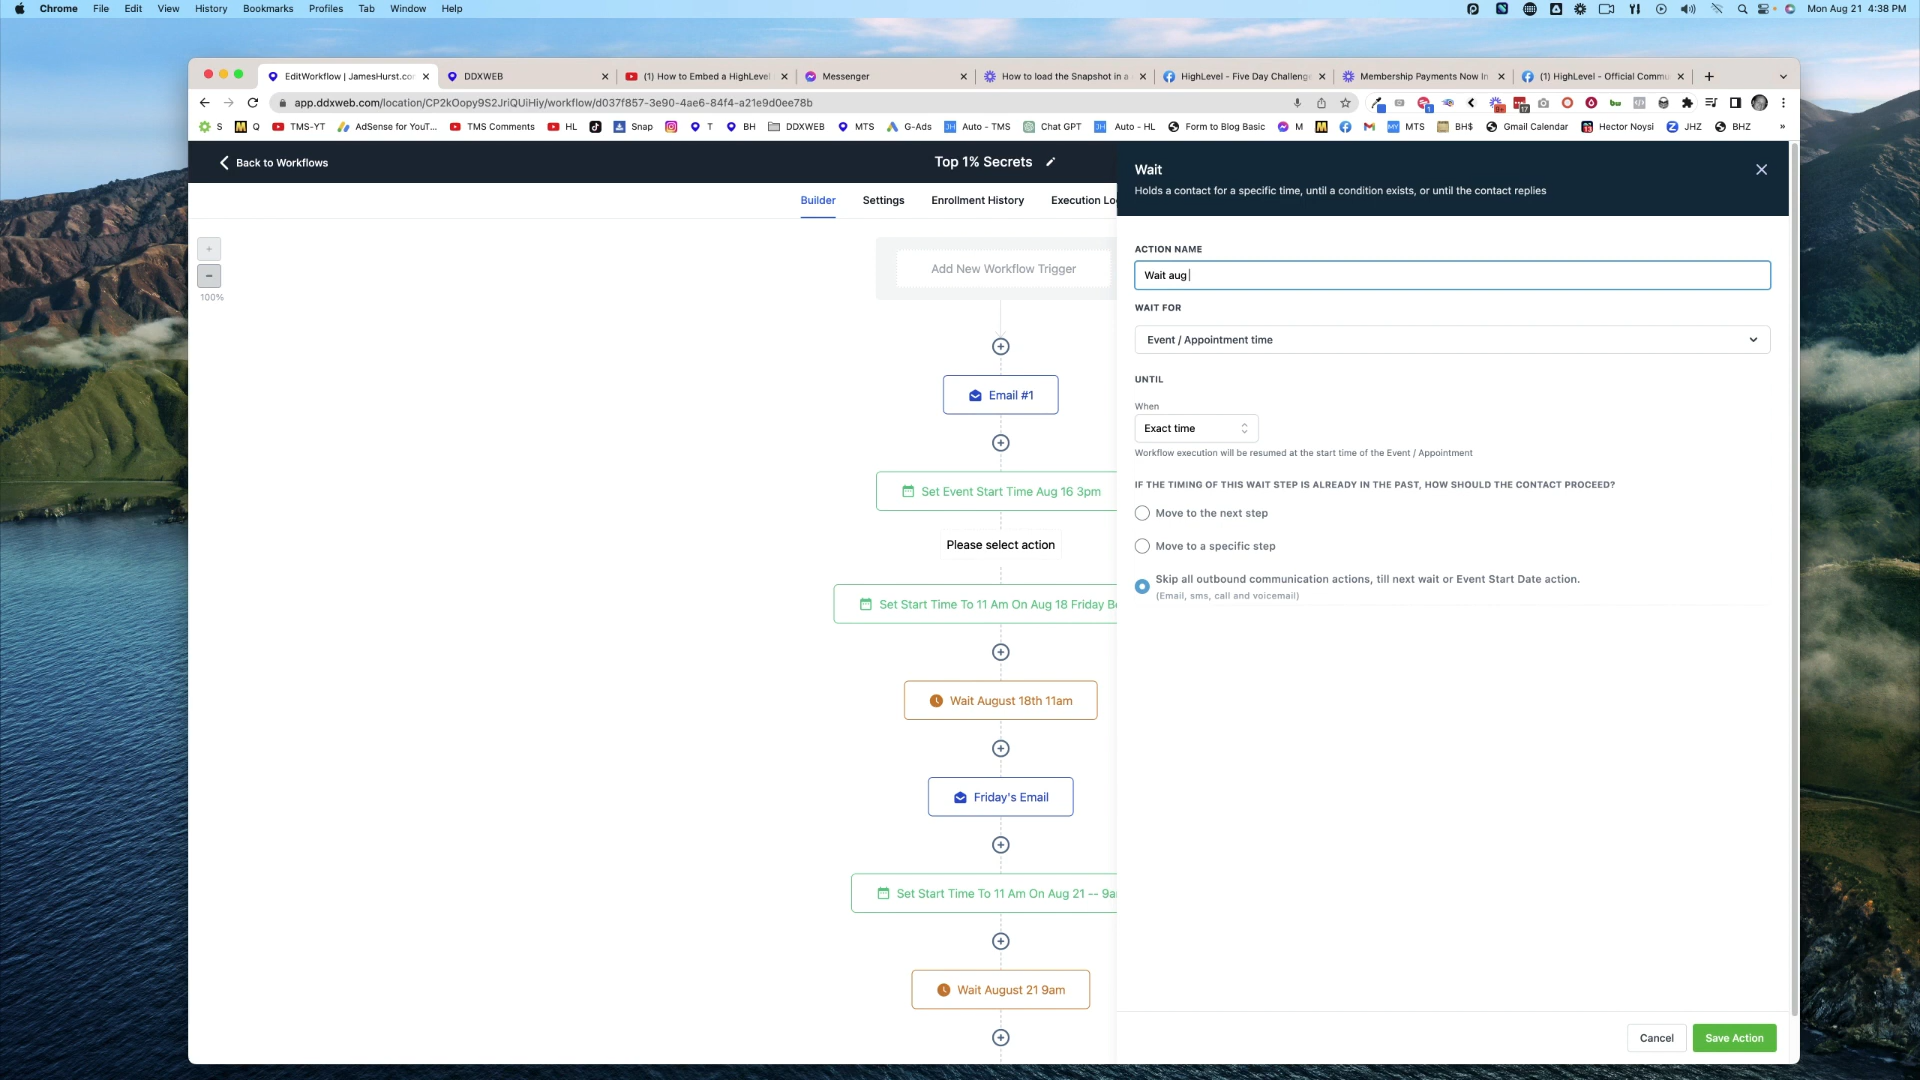 Chrome File Edit View History Bookmarks Profiles Tab Window Help
Mon Aug 21 4:38 PM
EditWorkflow | JamesHurst.co
DDXWEB
(1) How to Embed a HighLevel
Messenger
How to load the Snapshot in a
HighLevel - Five Day Challenge
Membership Payments Now In
(1) HighLevel - Official Commu
app.ddxweb.com/location/CP2kOopy9S2JriQUiHiy/workflow/d037f857-3e90-4ae6-84f4-a21e9d0ee78b
S Q TMS-YT AdSense for YouT... TMS Comments HL Snap T BH DDXWEB MTS G-Ads Auto - TMS Chat GPT Auto - HL Form to Blog Basic M MTS BH$ Gmail Calendar Hector Noysi JHZ BHZ »
Back to Workflows
Top 1% Secrets
Builder Settings Enrollment History Execution Lo
100%
Add New Workflow Trigger
Email #1
Set Event Start Time Aug 16 3pm
Please select action
Set Start Time To 11 Am On Aug 18 Friday Be
Wait August 18th 11am
Friday's Email
Set Start Time To 11 Am On Aug 21 -- 9a
Wait August 21 9am
Wait
Holds a contact for a specific time, until a condition exists, or until the contact replies
ACTION NAME
Wait aug
WAIT FOR
Event / Appointment time
UNTIL
When
Exact time
Workflow execution will be resumed at the start time of the Event / Appointment
IF THE TIMING OF THIS WAIT STEP IS ALREADY IN THE PAST, HOW SHOULD THE CONTACT PROCEED?
Move to the next step
Move to a specific step
Skip all outbound communication actions, till next wait or Event Start Date action.
(Email, sms, call and voicemail)
Cancel
Save Action